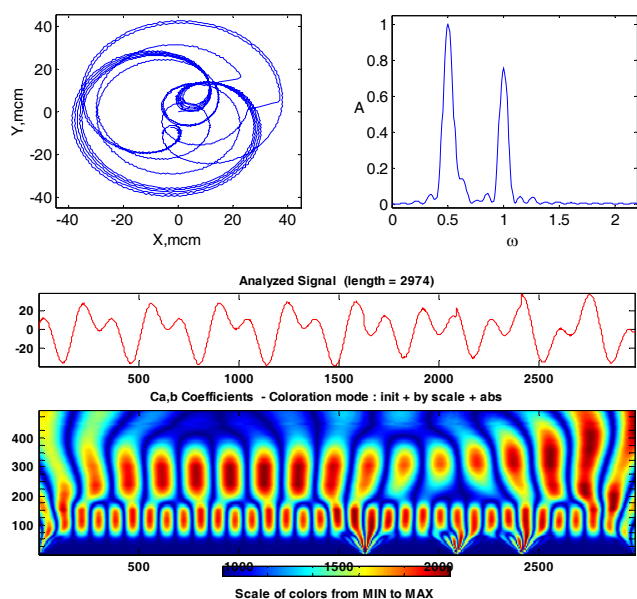 40
20
0
-20
-40
Y,mcm
-40 -20 0 20 40
X,mcm
1
0.8
0.6
0.4
0.2
0
A
0 0.5 1 1.5 2
ω
Analyzed Signal (length = 2974)
20
0
-20
500 1000 1500 2000 2500
Ca,b Coefficients - Coloration mode : init + by scale + abs
400
300
200
100
500 1000 1500 2000 2500
Scale of colors from MIN to MAX